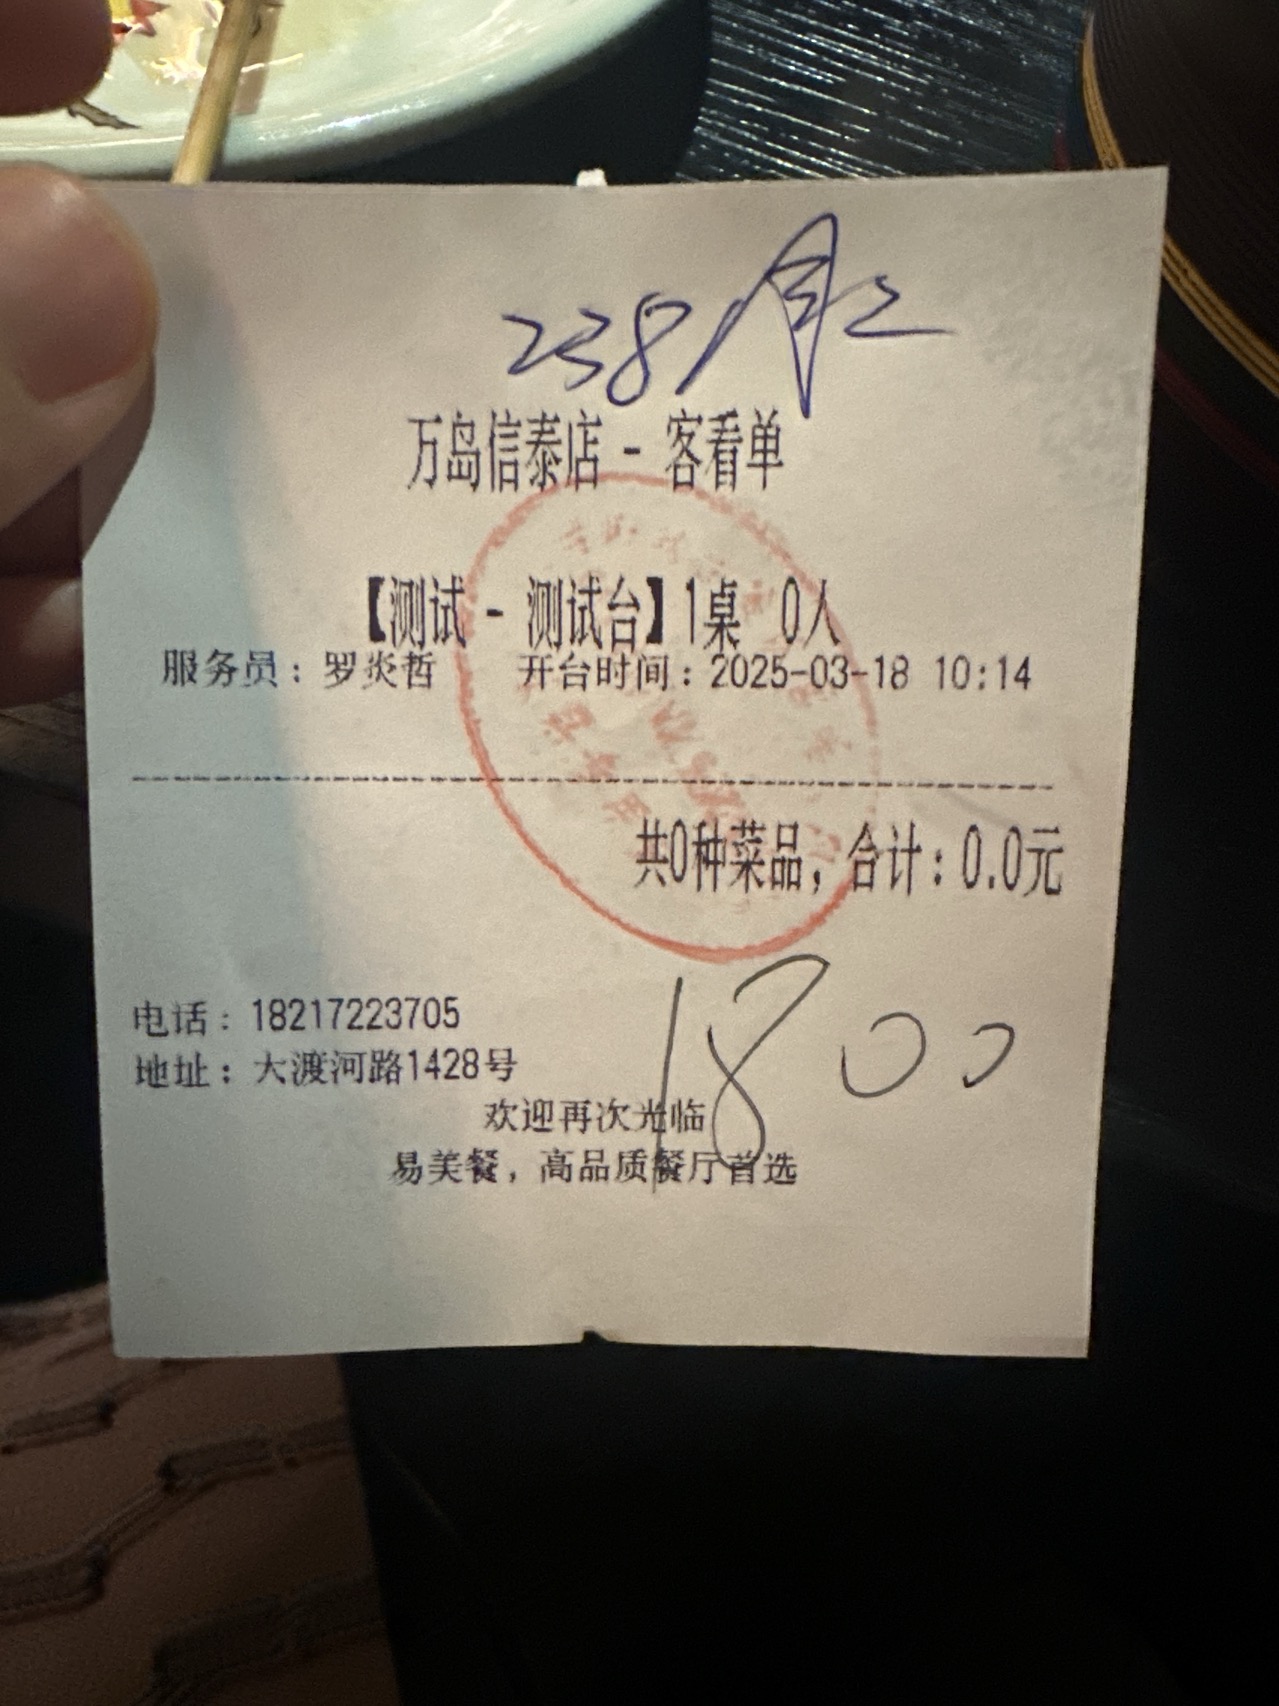 238/位
万岛信泰店 - 客看单
【测试 - 测试台】1桌 0人
服务员：罗炎哲 开台时间：2025-03-18 10:14
共0种菜品，合计：0.0元
1800
电话：18217223705
地址：大渡河路1428号
欢迎再次光临
易美餐，高品质餐厅首选